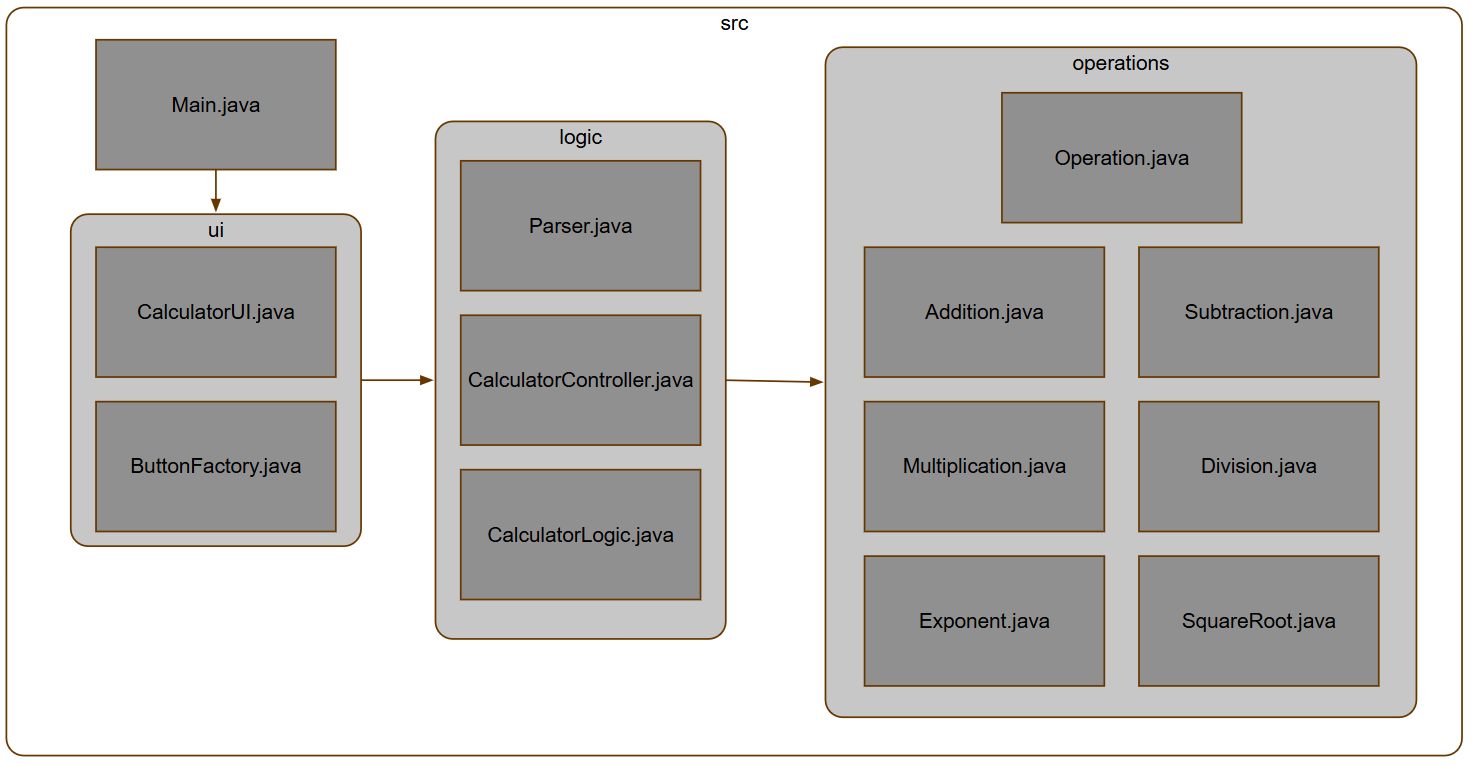 src
Main.java
ui
CalculatorUI.java
ButtonFactory.java
logic
Parser.java
CalculatorController.java
CalculatorLogic.java
operations
Operation.java
Addition.java
Subtraction.java
Multiplication.java
Division.java
Exponent.java
SquareRoot.java